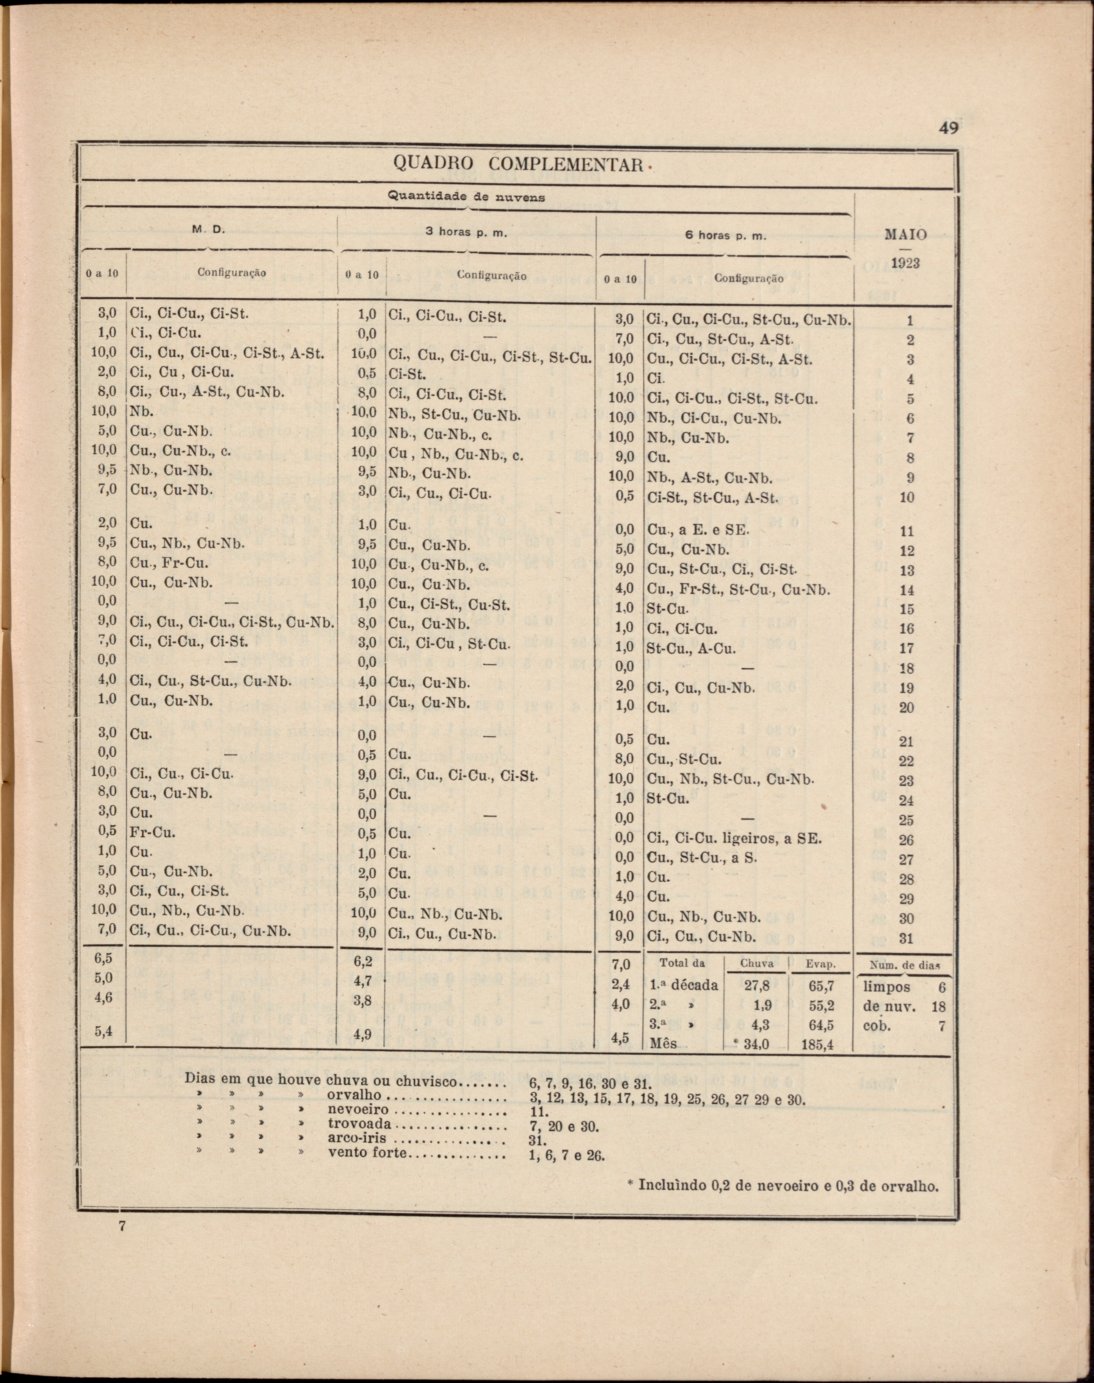 49
QUADRO COMPLEMENTAR
Quantidade de nuvens
M. D. 3 horas p. m. 6 horas p. m. MAIO
1923
0 a 10 Configuração 0 a 10 Configuração 0 a 10 Configuração
3,0 Ci., Ci-Cu., Ci-St. 1,0 Ci., Ci-Cu., Ci-St. 3,0 Ci., Cu., Ci-Cu., St-Cu., Cu-Nb. 1
1,0 Ci., Ci-Cu. 0,0 — 7,0 Ci., Cu., St-Cu., A-St. 2
10,0 Ci., Cu., Ci-Cu., Ci-St., A-St. 10,0 Ci., Cu., Ci-Cu., Ci-St., St-Cu. 10,0 Cu., Ci-Cu., Ci-St., A-St. 3
2,0 Ci., Cu , Ci-Cu. 0,5 Ci-St. 1,0 Ci. 4
8,0 Ci., Cu., A-St., Cu-Nb. 8,0 Ci., Ci-Cu., Ci-St. 10.0 Ci., Ci-Cu., Ci-St., St-Cu. 5
10,0 Nb. 10,0 Nb., St-Cu., Cu-Nb. 10,0 Nb., Ci-Cu., Cu-Nb. 6
5,0 Cu., Cu-Nb. 10,0 Nb., Cu-Nb., c. 10,0 Nb., Cu-Nb. 7
10,0 Cu., Cu-Nb., c. 10,0 Cu , Nb., Cu-Nb., c. 9,0 Cu. 8
9,5 Nb., Cu-Nb. 9,5 Nb., Cu-Nb. 10,0 Nb., A-St., Cu-Nb. 9
7,0 Cu., Cu-Nb. 3,0 Ci., Cu., Ci-Cu. 0,5 Ci-St., St-Cu., A-St. 10
2,0 Cu. 1,0 Cu. 0,0 Cu., a E. e SE. 11
9,5 Cu., Nb., Cu-Nb. 9,5 Cu., Cu-Nb. 5,0 Cu., Cu-Nb. 12
8,0 Cu., Fr-Cu. 10,0 Cu., Cu-Nb., c. 9,0 Cu., St-Cu., Ci., Ci-St. 13
10,0 Cu., Cu-Nb. 10,0 Cu., Cu-Nb. 4,0 Cu., Fr-St., St-Cu., Cu-Nb. 14
0,0 — 1,0 Cu., Ci-St., Cu-St. 1,0 St-Cu. 15
9,0 Ci., Cu., Ci-Cu., Ci-St., Cu-Nb. 8,0 Cu., Cu-Nb. 1,0 Ci., Ci-Cu. 16
7,0 Ci., Ci-Cu., Ci-St. 3,0 Ci., Ci-Cu , St-Cu. 1,0 St-Cu., A-Cu. 17
0,0 — 0,0 — 0,0 — 18
4,0 Ci., Cu., St-Cu., Cu-Nb. 4,0 Cu., Cu-Nb. 2,0 Ci., Cu., Cu-Nb. 19
1,0 Cu., Cu-Nb. 1,0 Cu., Cu-Nb. 1,0 Cu. 20
3,0 Cu. 0,0 — 0,5 Cu. 21
0,0 — 0,5 Cu. 8,0 Cu., St-Cu. 22
10,0 Ci., Cu., Ci-Cu. 9,0 Ci., Cu., Ci-Cu., Ci-St. 10,0 Cu., Nb., St-Cu., Cu-Nb. 23
8,0 Cu., Cu-Nb. 5,0 Cu. 1,0 St-Cu. 24
3,0 Cu. 0,0 — 0,0 — 25
0,5 Fr-Cu. 0,5 Cu. 0,0 Ci., Ci-Cu. ligeiros, a SE. 26
1,0 Cu. 1,0 Cu. 0,0 Cu., St-Cu., a S. 27
5,0 Cu., Cu-Nb. 2,0 Cu. 1,0 Cu. 28
3,0 Ci., Cu., Ci-St. 5,0 Cu. 4,0 Cu. 29
10,0 Cu., Nb., Cu-Nb. 10,0 Cu., Nb., Cu-Nb. 10,0 Cu., Nb., Cu-Nb. 30
7,0 Ci., Cu., Ci-Cu., Cu-Nb. 9,0 Ci., Cu., Cu-Nb. 9,0 Ci., Cu., Cu-Nb. 31
6,5 6,2 7,0 Total da Chuva Evap. Num. de dias
5,0 4,7 2,4 1.ª década 27,8 65,7 limpos 6
4,6 3,8 4,0 2.ª » 1,9 55,2 de nuv. 18
3.ª » 4,3 64,5 cob. 7
5,4 4,9 4,5 Mês * 34,0 185,4
Dias em que houve chuva ou chuvisco....... 6, 7, 9, 16, 30 e 31.
» » » » orvalho ................. 3, 12, 13, 15, 17, 18, 19, 25, 26, 27 29 e 30.
» » » » nevoeiro ................ 11.
» » » » trovoada ................ 7, 20 e 30.
» » » » arco-iris ................ 31.
» » » » vento forte.............. 1, 6, 7 e 26.
* Incluìndo 0,2 de nevoeiro e 0,3 de orvalho.
7